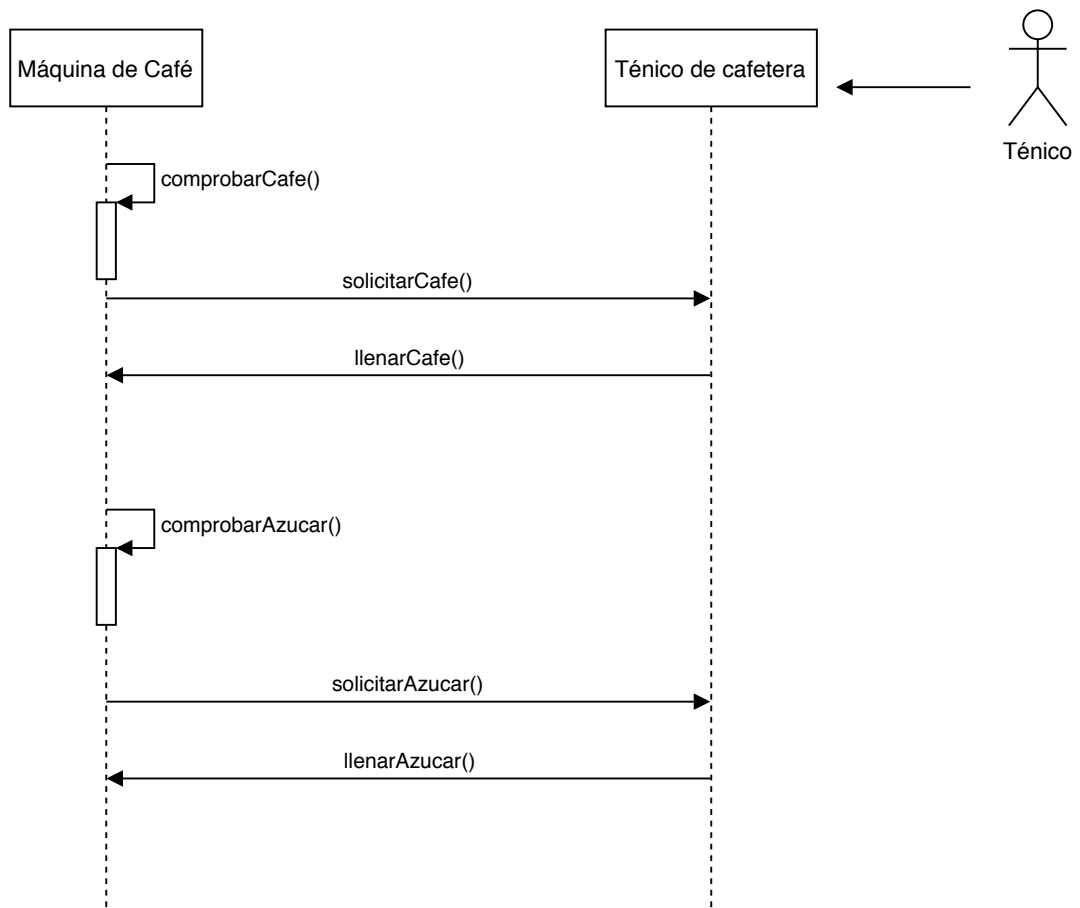 Máquina de Café
Ténico de cafetera
Ténico
comprobarCafe()
solicitarCafe()
llenarCafe()
comprobarAzucar()
solicitarAzucar()
llenarAzucar()